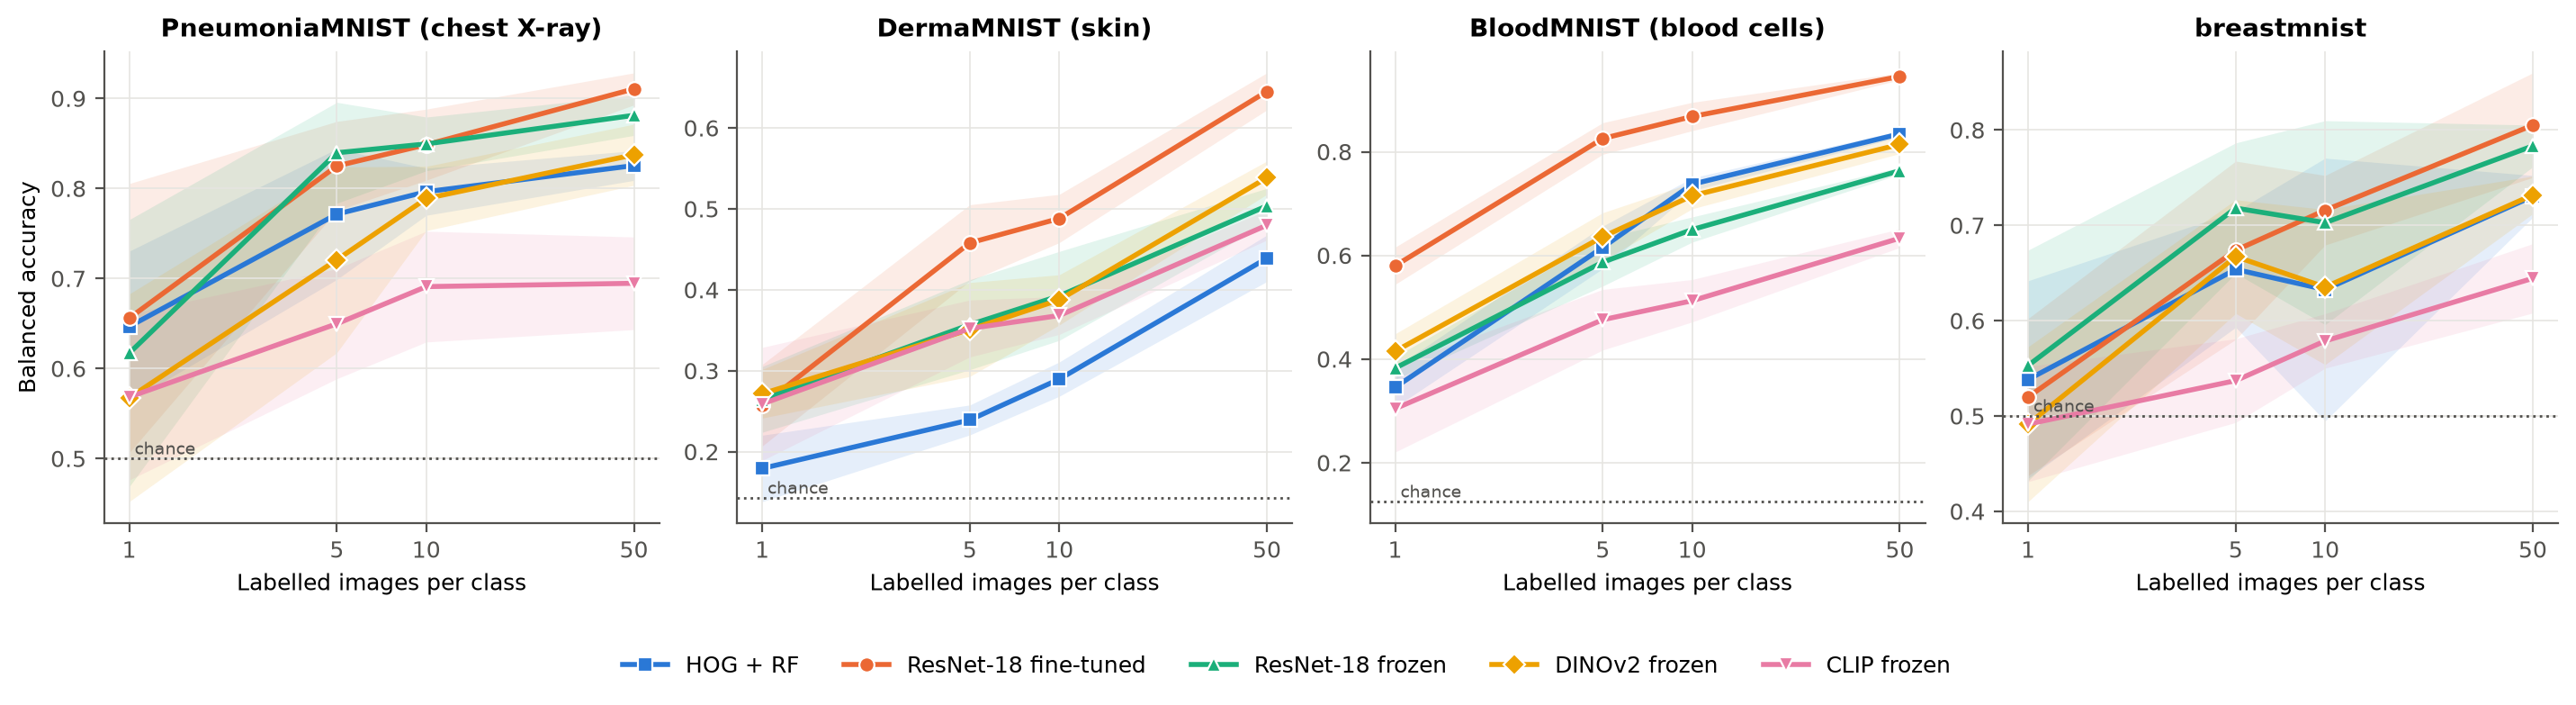 PneumoniaMNIST (chest X-ray)
DermaMNIST (skin)
BloodMNIST (blood cells)
breastmnist
Balanced accuracy
0.9
0.8
0.7
0.6
0.5
chance
1
5
10
50
Labelled images per class
0.6
0.5
0.4
0.3
0.2
chance
1
5
10
50
Labelled images per class
0.8
0.6
0.4
0.2
chance
1
5
10
50
Labelled images per class
0.8
0.7
0.6
0.5
0.4
chance
1
5
10
50
Labelled images per class
HOG + RF
ResNet-18 fine-tuned
ResNet-18 frozen
DINOv2 frozen
CLIP frozen